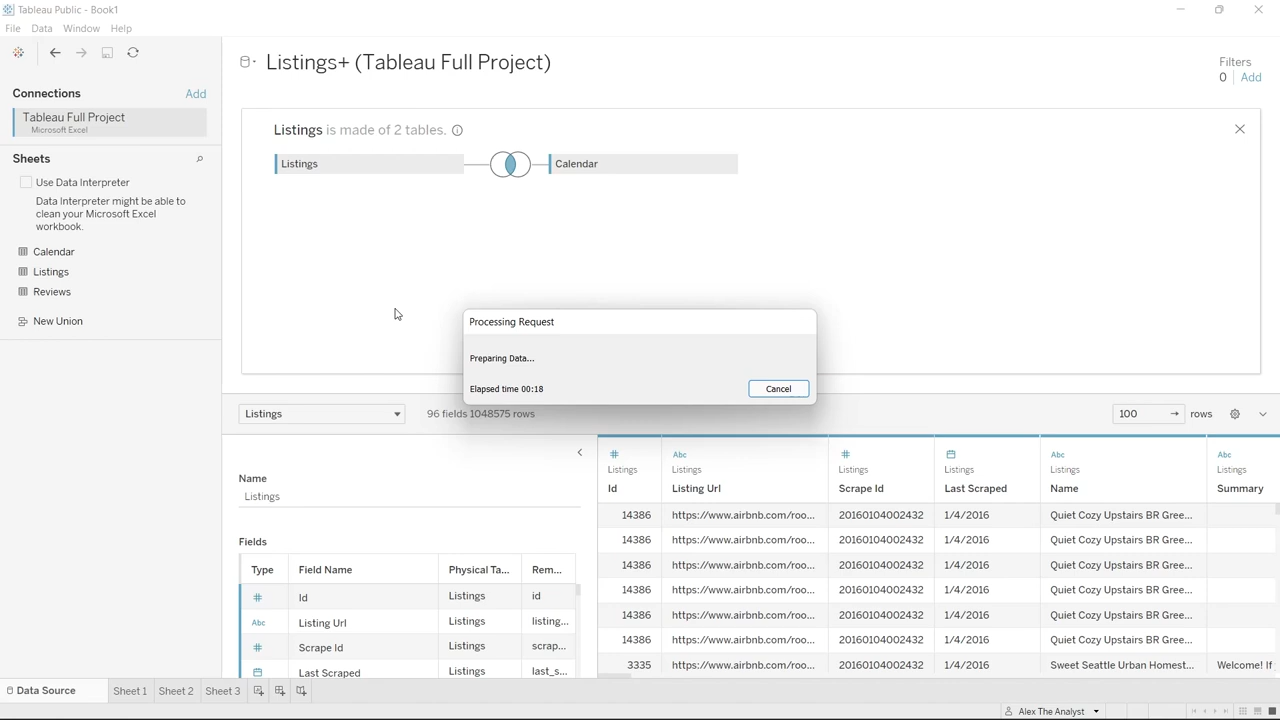 Tableau Public - Book1
File Data Window Help
Connections
Add
Tableau Full Project
Microsoft Excel
Sheets
Use Data Interpreter
Data Interpreter might be able to
clean your Microsoft Excel
workbook.
Calendar
Listings
Reviews
New Union
Listings+ (Tableau Full Project)
Filters
0 Add
Listings is made of 2 tables.
Listings
Calendar
Processing Request
Preparing Data...
Elapsed time 00:18
Cancel
Listings
96 fields 1048575 rows
100 → rows
Name
Listings
Fields
Type Field Name Physical Ta... Rem...
Id Listings id
Abc Listing Url Listings listing...
Scrape Id Listings scrap...
Last Scraped Listings last_s...
Abc Abc Abc
Listings Listings Listings Listings Listings Listings
Id Listing Url Scrape Id Last Scraped Name Summary
14386 https://www.airbnb.com/roo... 20160104002432 1/4/2016 Quiet Cozy Upstairs BR Gree...
14386 https://www.airbnb.com/roo... 20160104002432 1/4/2016 Quiet Cozy Upstairs BR Gree...
14386 https://www.airbnb.com/roo... 20160104002432 1/4/2016 Quiet Cozy Upstairs BR Gree...
14386 https://www.airbnb.com/roo... 20160104002432 1/4/2016 Quiet Cozy Upstairs BR Gree...
14386 https://www.airbnb.com/roo... 20160104002432 1/4/2016 Quiet Cozy Upstairs BR Gree...
14386 https://www.airbnb.com/roo... 20160104002432 1/4/2016 Quiet Cozy Upstairs BR Gree...
3335 https://www.airbnb.com/roo... 20160104002432 1/4/2016 Sweet Seattle Urban Homest... Welcome! If
Data Source Sheet 1 Sheet 2 Sheet 3
Alex The Analyst